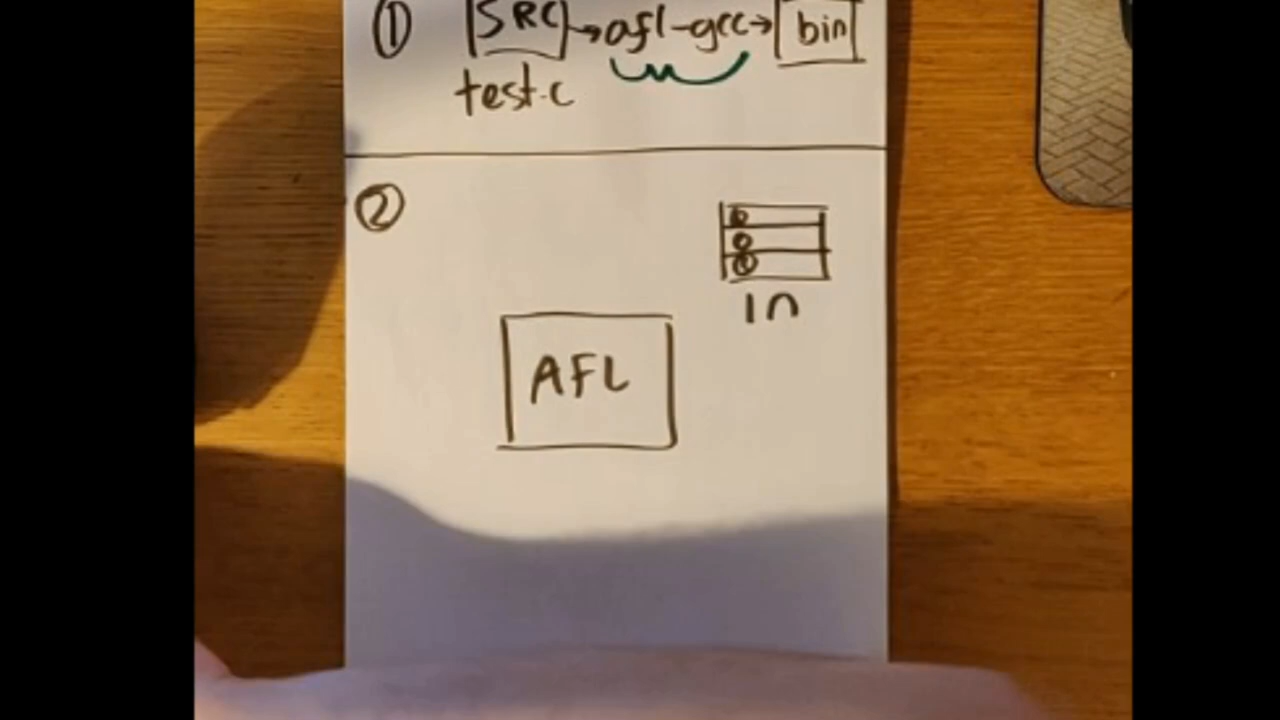 ① SRC → afl-gcc → bin
test.c
②
in
AFL